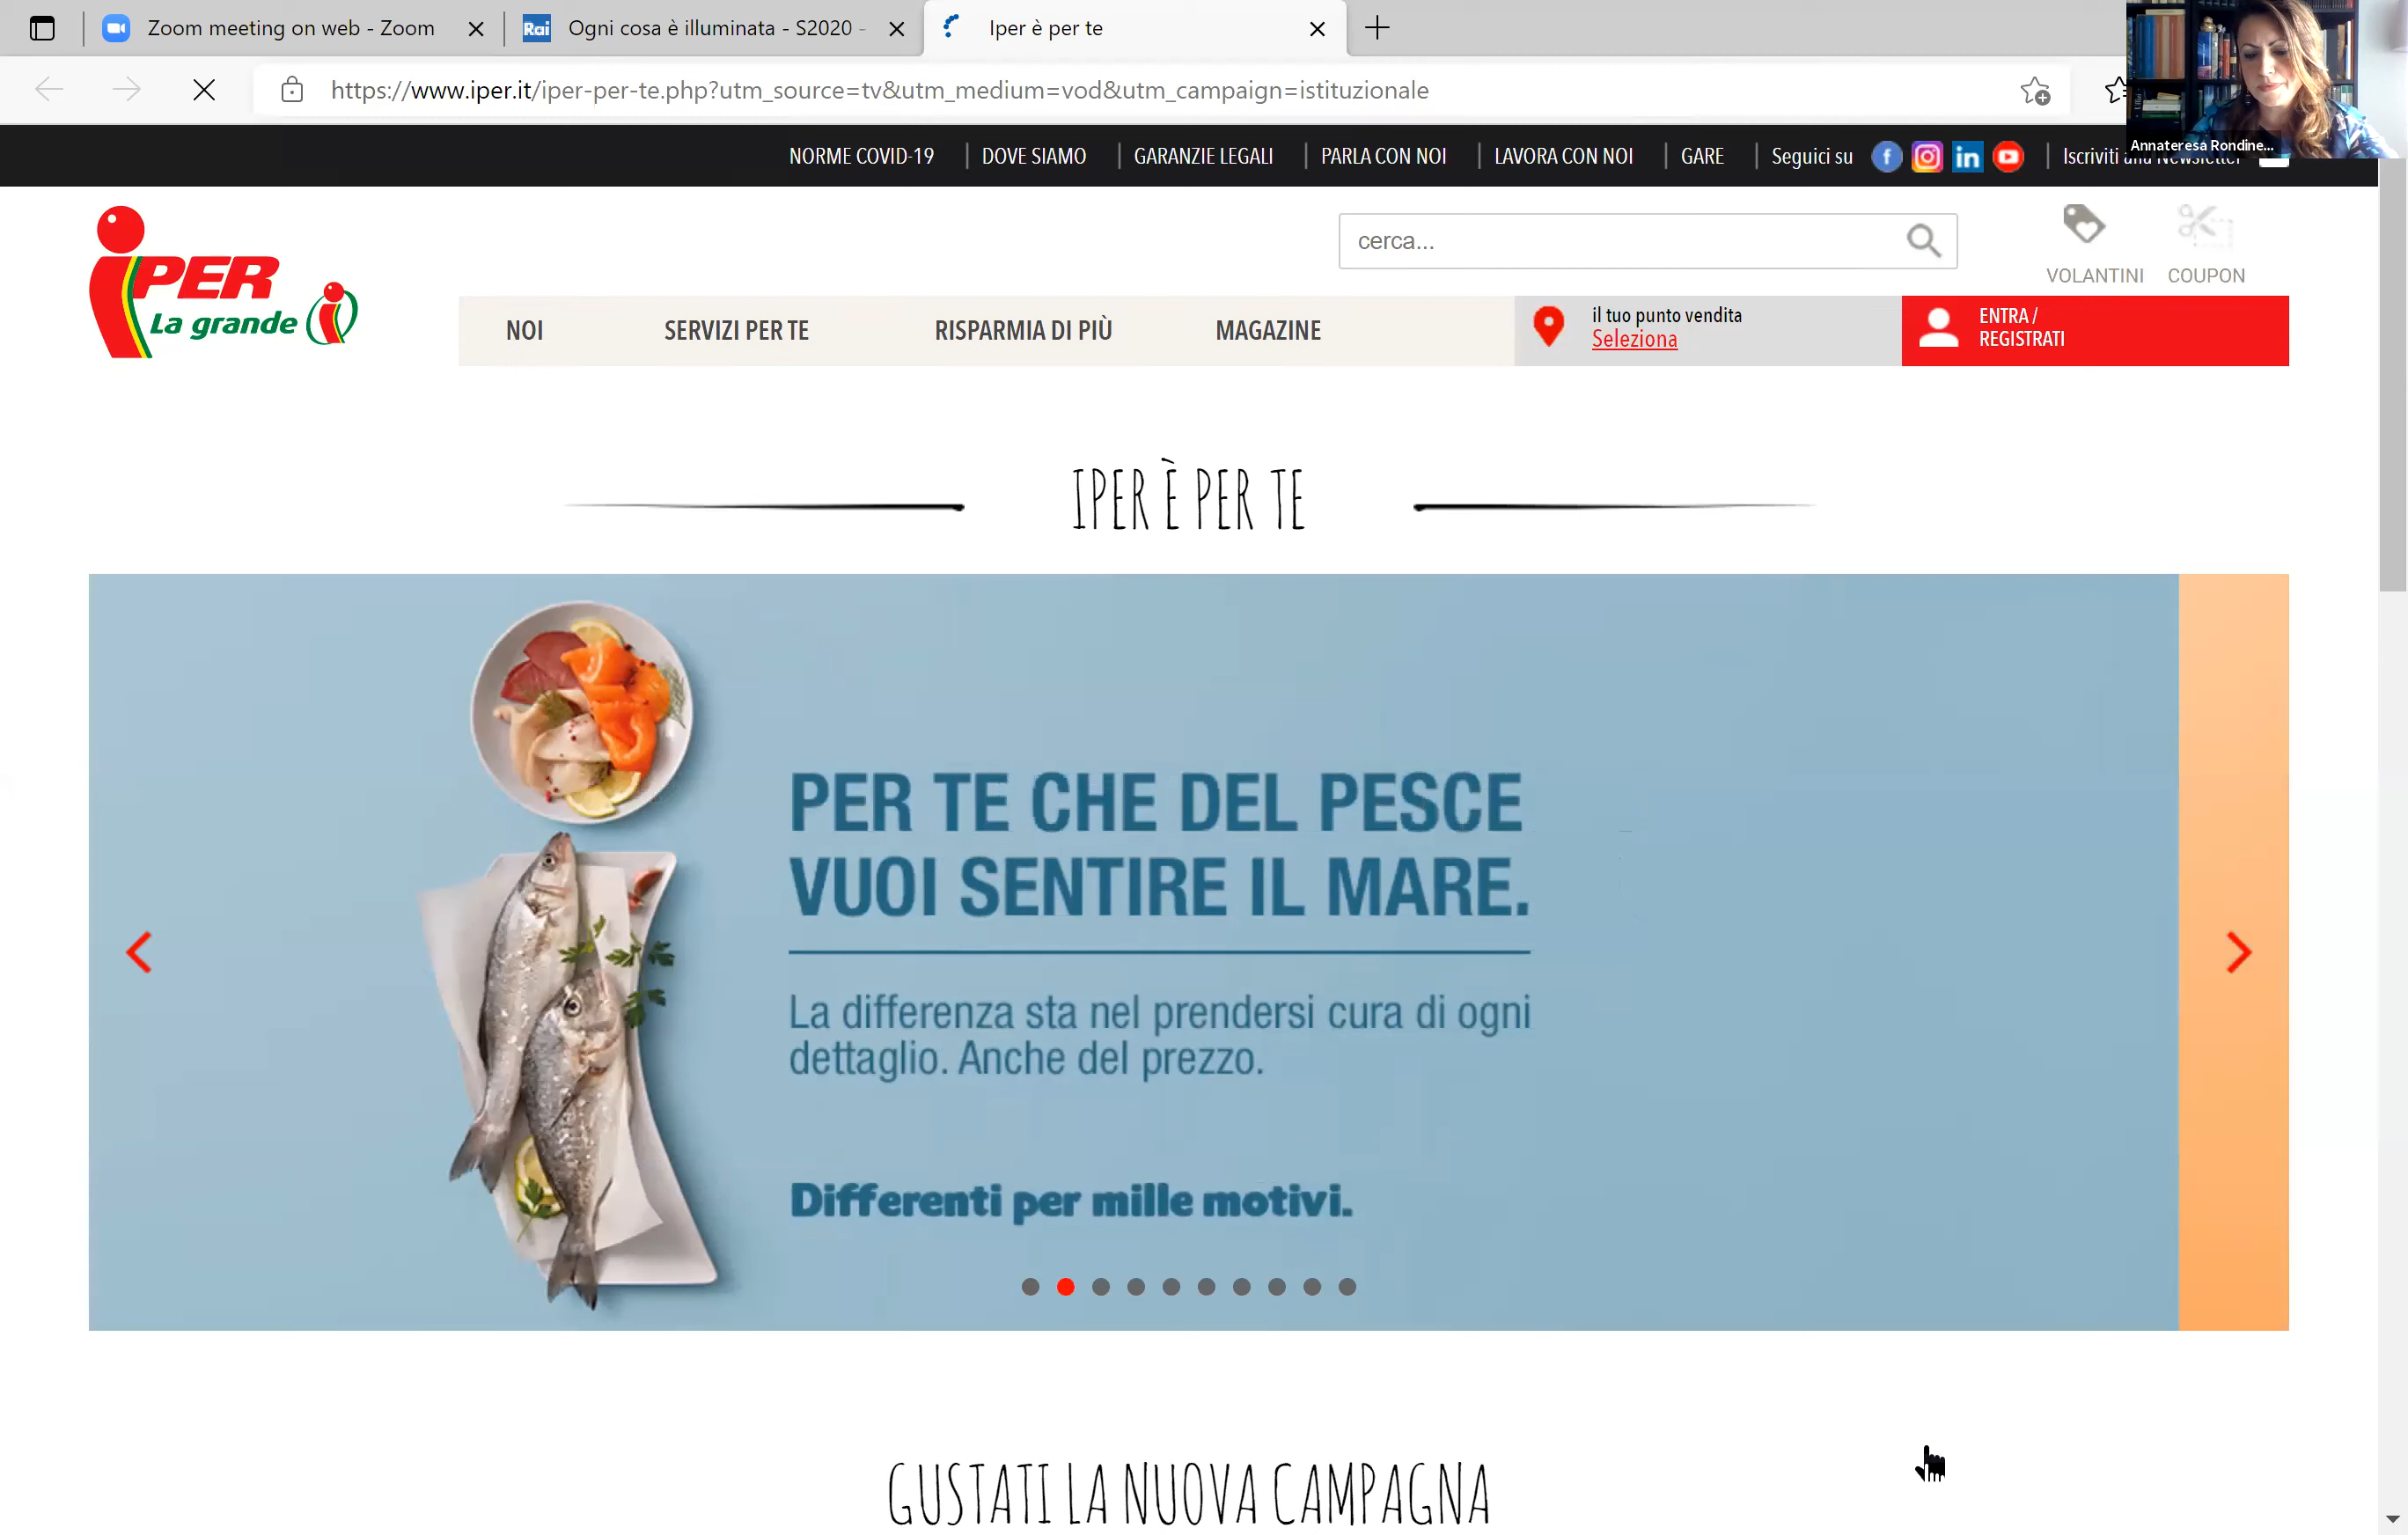 Zoom meeting on web - Zoom
Rai Ogni cosa è illuminata - S2020 -
Iper è per te
https://www.iper.it/iper-per-te.php?utm_source=tv&utm_medium=vod&utm_campaign=istituzionale
Annateresa Rondine...
NORME COVID-19 | DOVE SIAMO | GARANZIE LEGALI | PARLA CON NOI | LAVORA CON NOI | GARE | Seguici su | Iscriviti alla Newsletter
iPER
La grande i
cerca...
VOLANTINI COUPON
NOI SERVIZI PER TE RISPARMIA DI PIÙ MAGAZINE
il tuo punto vendita
Seleziona
ENTRA /
REGISTRATI
IPER È PER TE
PER TE CHE DEL PESCE
VUOI SENTIRE IL MARE.
La differenza sta nel prendersi cura di ogni
dettaglio. Anche del prezzo.
Differenti per mille motivi.
GUSTATI LA NUOVA CAMPAGNA